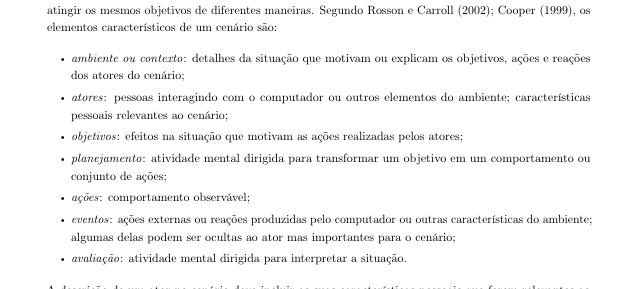 atingir os mesmos objetivos de diferentes maneiras. Segundo Rosson e Carroll (2002); Cooper (1999), os
elementos característicos de um cenário são:
• ambiente ou contexto: detalhes da situação que motivam ou explicam os objetivos, ações e reações
dos atores do cenário;
• atores: pessoas interagindo com o computador ou outros elementos do ambiente; características
pessoais relevantes ao cenário;
• objetivos: efeitos na situação que motivam as ações realizadas pelos atores;
• planejamento: atividade mental dirigida para transformar um objetivo em um comportamento ou
conjunto de ações;
• ações: comportamento observável;
• eventos: ações externas ou reações produzidas pelo computador ou outras características do ambiente;
algumas delas podem ser ocultas ao ator mas importantes para o cenário;
• avaliação: atividade mental dirigida para interpretar a situação.